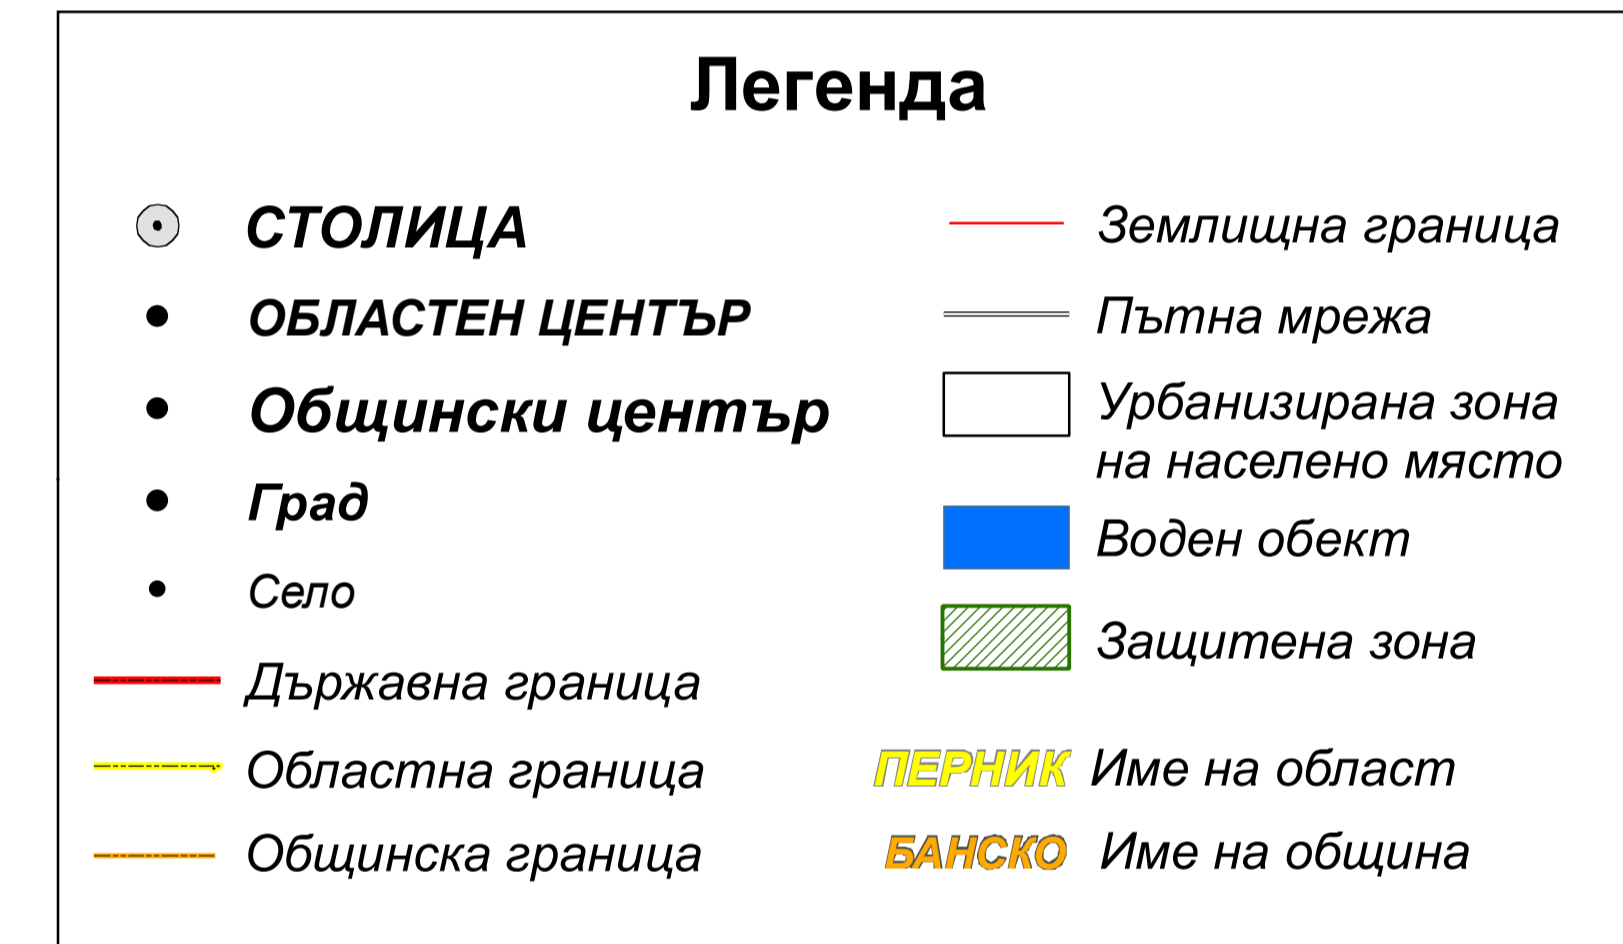 Легенда
СТОЛИЦА
ОБЛАСТЕН ЦЕНТЪР
Общински център
Град
Село
Държавна граница
Областна граница
Общинска граница
Землищна граница
Пътна мрежа
Урбанизирана зона
на населено място
Воден обект
Защитена зона
ПЕРНИК Име на област
БАНСКО Име на община